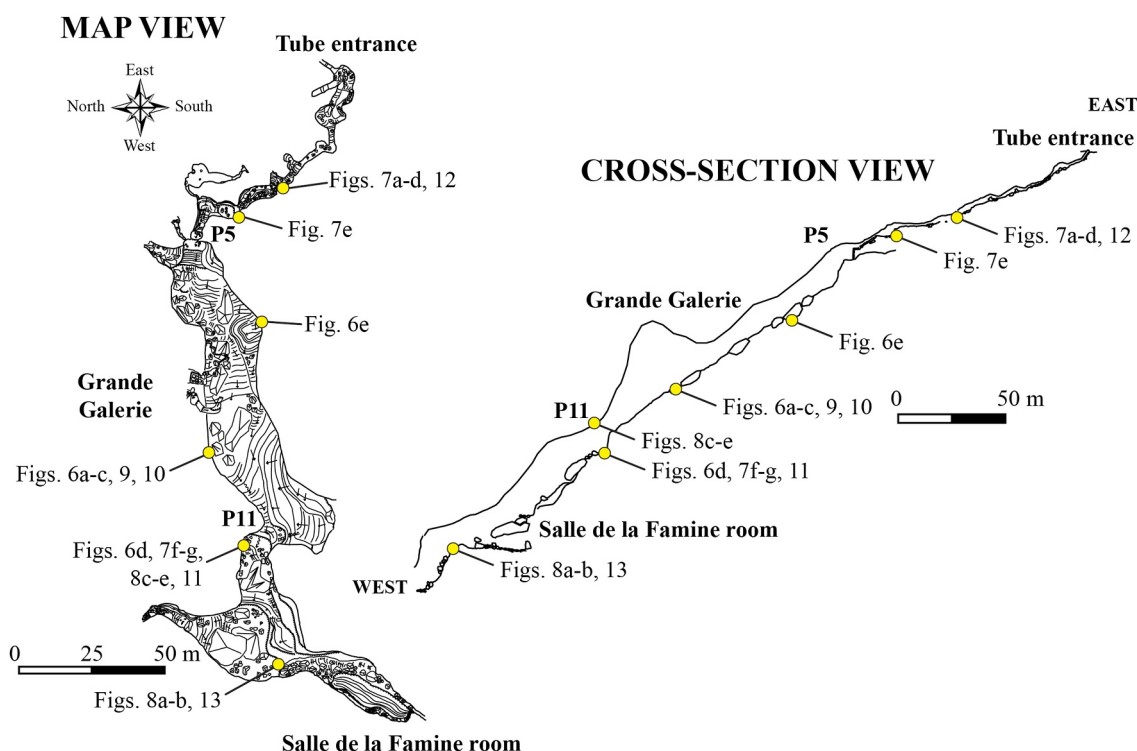 MAP VIEW
Tube entrance
East
North
South
West
Figs. 7a-d, 12
Fig. 7e
P5
Fig. 6e
Grande
Galerie
Figs. 6a-c, 9, 10
P11
Figs. 6d, 7f-g,
8c-e, 11
0 25 50 m
Figs. 8a-b, 13
Salle de la Famine room
EAST
Tube entrance
CROSS-SECTION VIEW
P5
Figs. 7a-d, 12
Fig. 7e
Grande Galerie
Fig. 6e
0 50 m
Figs. 6a-c, 9, 10
P11
Figs. 8c-e
Figs. 6d, 7f-g, 11
Salle de la Famine room
Figs. 8a-b, 13
WEST